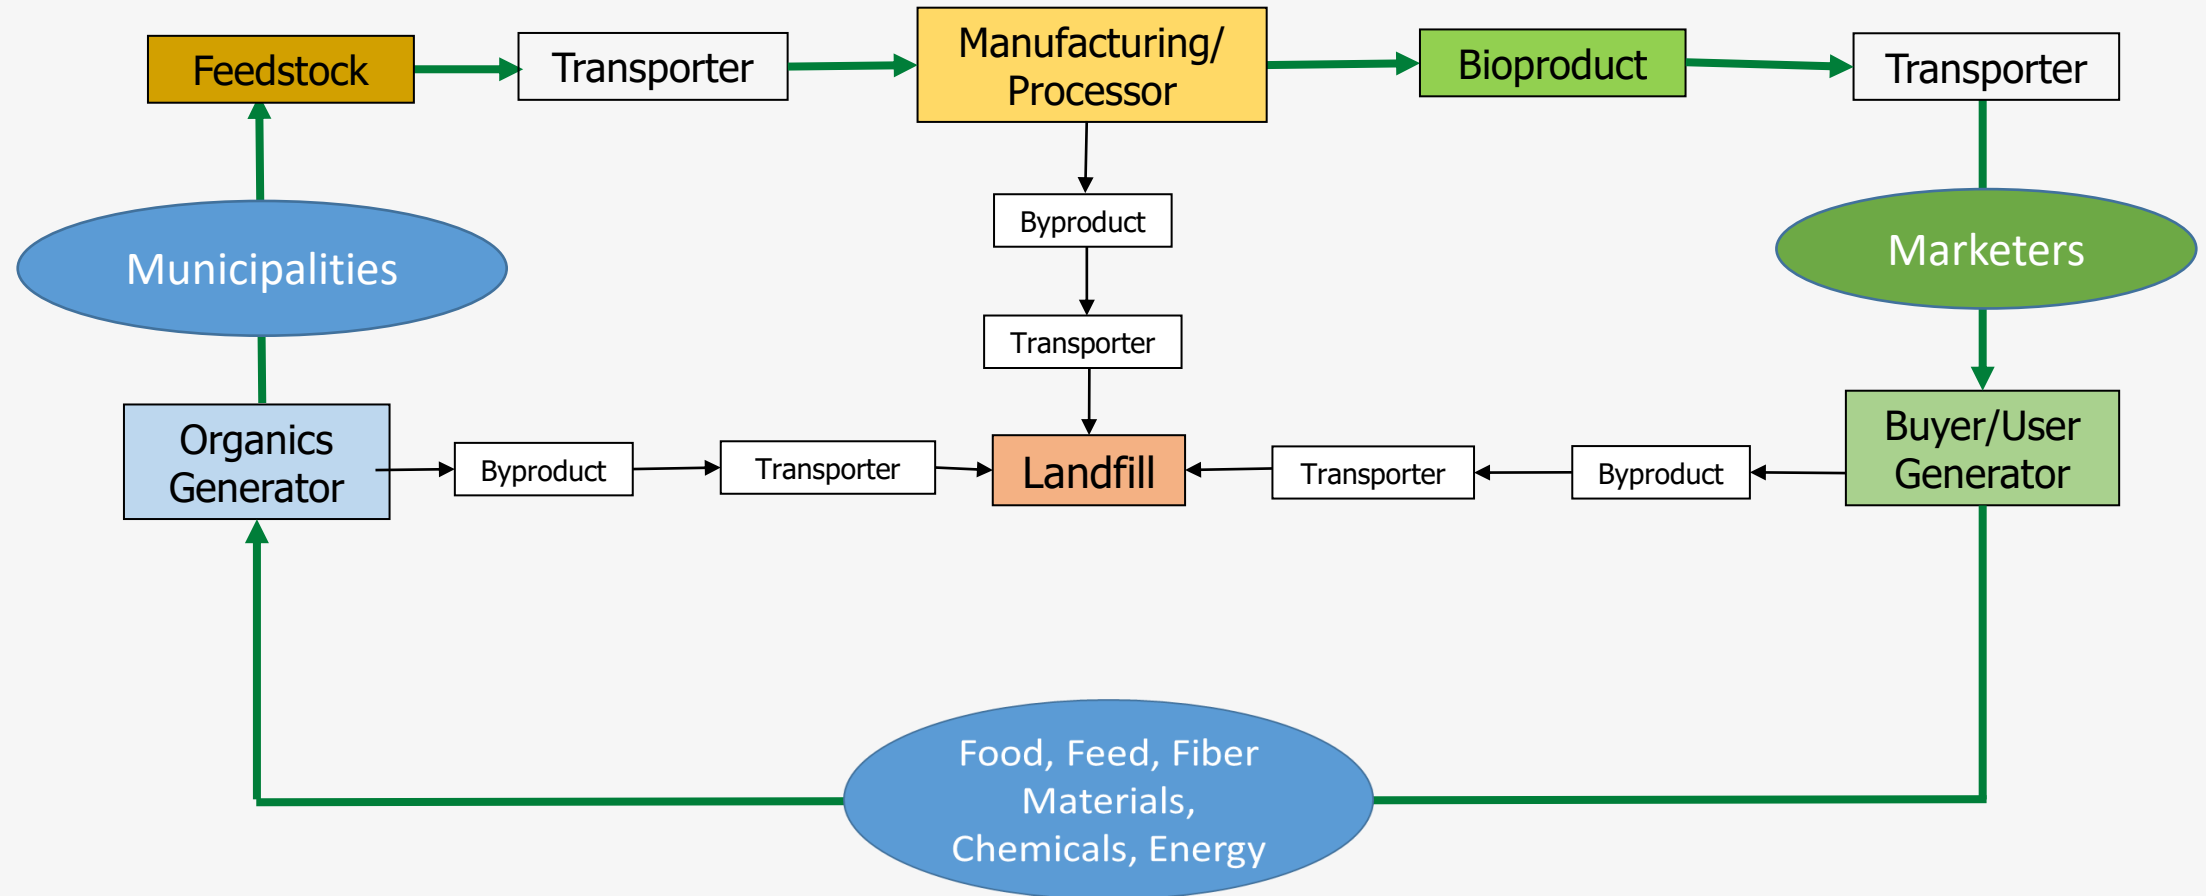 Feedstock
Transporter
Manufacturing/
Processor
Bioproduct
Transporter
Byproduct
Municipalities
Marketers
Transporter
Organics
Generator
Byproduct
Transporter
Landfill
Transporter
Byproduct
Buyer/User
Generator
Food, Feed, Fiber
Materials,
Chemicals, Energy